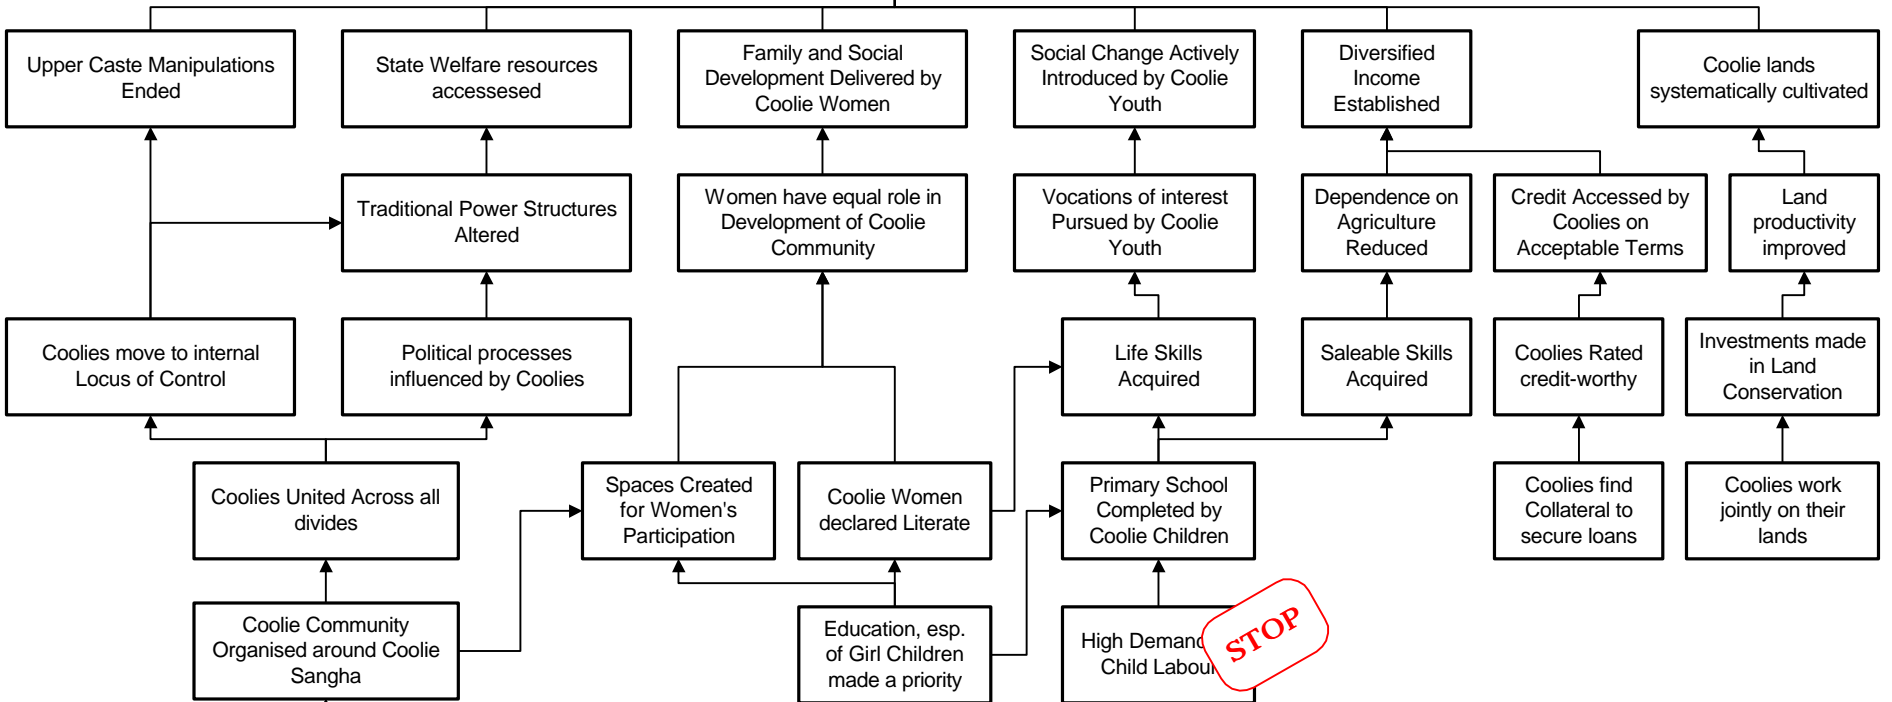 Upper Caste Manipulations
Ended
State Welfare resources
accessesed
Family and Social
Development Delivered by
Coolie Women
Social Change Actively
Introduced by Coolie
Youth
Diversified
Income
Established
Coolie lands
systematically cultivated
Traditional Power Structures
Altered
Women have equal role in
Development of Coolie
Community
Vocations of interest
Pursued by Coolie
Youth
Dependence on
Agriculture
Reduced
Credit Accessed by
Coolies on
Acceptable Terms
Land
productivity
improved
Coolies move to internal
Locus of Control
Political processes
influenced by Coolies
Life Skills
Acquired
Saleable Skills
Acquired
Coolies Rated
credit-worthy
Investments made
in Land
Conservation
Coolies United Across all
divides
Spaces Created
for Women's
Participation
Coolie Women
declared Literate
Primary School
Completed by
Coolie Children
Coolies find
Collateral to
secure loans
Coolies work
jointly on their
lands
Coolie Community
Organised around Coolie
Sangha
Education, esp.
of Girl Children
made a priority
High Deman
Child Labou
STOP